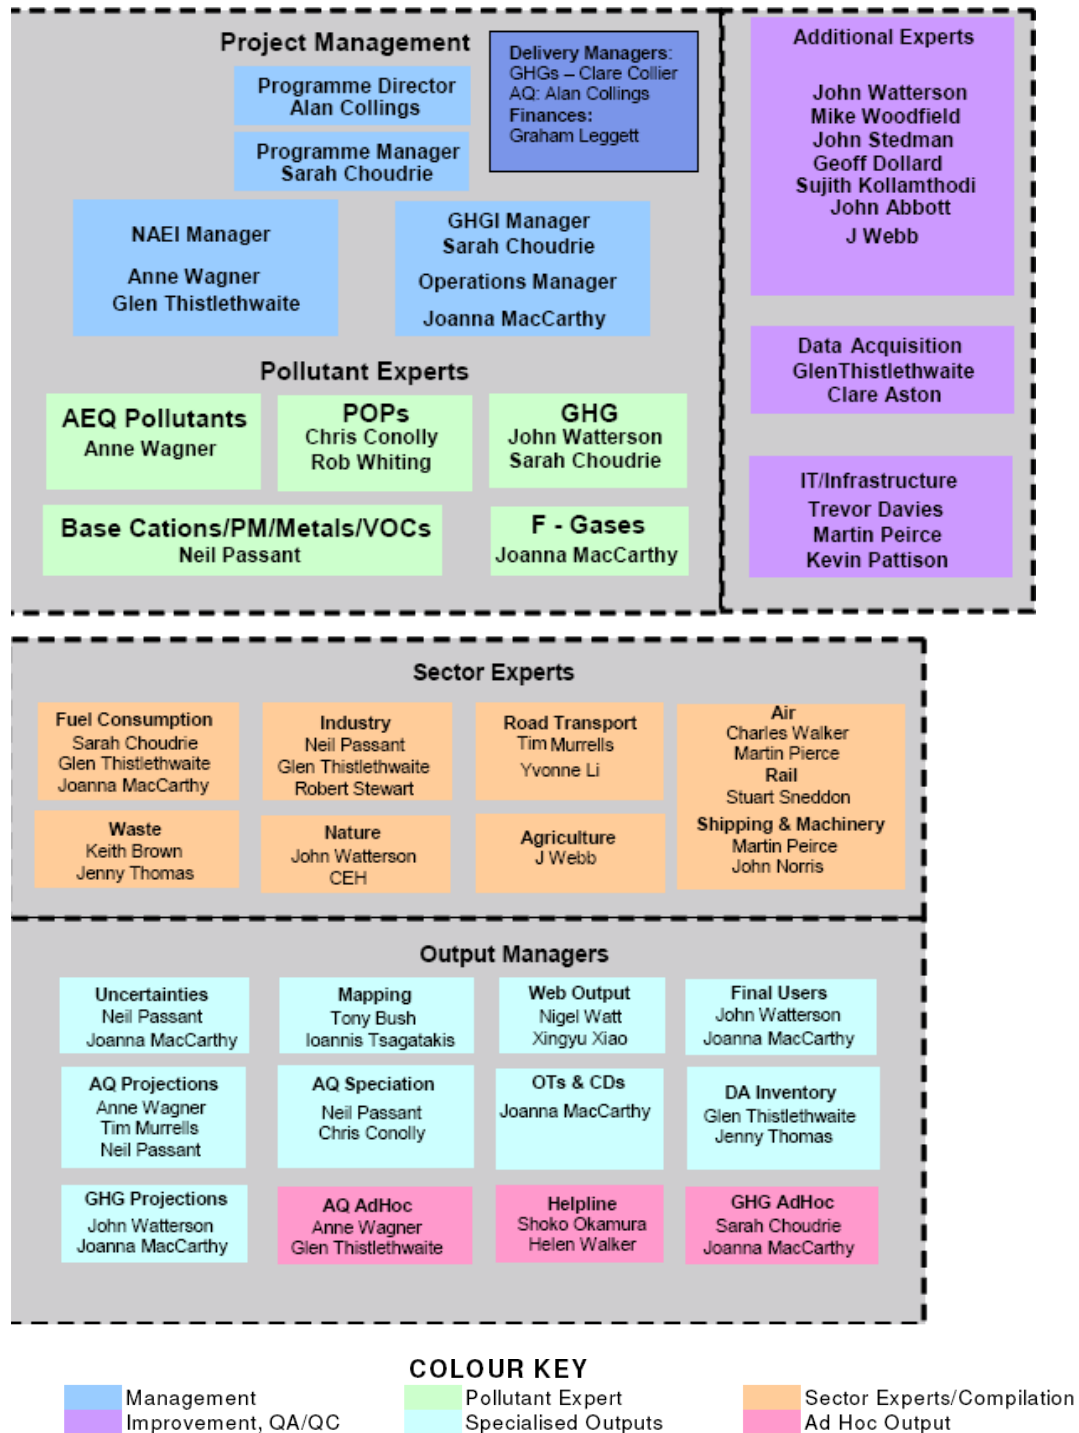 Project Management
Programme Director
Alan Collings
Programme Manager
Sarah Choudrie
Delivery Managers:
GHGs – Clare Collier
AQ: Alan Collings
Finances:
Graham Leggett
NAEI Manager
Anne Wagner
Glen Thistlethwaite
GHGI Manager
Sarah Choudrie
Operations Manager
Joanna MacCarthy
Pollutant Experts
AEQ Pollutants
Anne Wagner
POPs
Chris Conolly
Rob Whiting
GHG
John Watterson
Sarah Choudrie
Base Cations/PM/Metals/VOCs
Neil Passant
F - Gases
Joanna MacCarthy
Additional Experts
John Watterson
Mike Woodfield
John Stedman
Geoff Dollard
Sujith Kollamthodi
John Abbott
J Webb
Data Acquisition
GlenThistlethwaite
Clare Aston
IT/Infrastructure
Trevor Davies
Martin Peirce
Kevin Pattison
Sector Experts
Fuel Consumption
Sarah Choudrie
Glen Thistlethwaite
Joanna MacCarthy
Industry
Neil Passant
Glen Thistlethwaite
Robert Stewart
Road Transport
Tim Murrells
Yvonne Li
Air
Charles Walker
Martin Pierce
Rail
Stuart Sneddon
Shipping & Machinery
Martin Peirce
John Norris
Waste
Keith Brown
Jenny Thomas
Nature
John Watterson
CEH
Agriculture
J Webb
Output Managers
Uncertainties
Neil Passant
Joanna MacCarthy
Mapping
Tony Bush
Ioannis Tsagatakis
Web Output
Nigel Watt
Xingyu Xiao
Final Users
John Watterson
Joanna MacCarthy
AQ Projections
Anne Wagner
Tim Murrells
Neil Passant
AQ Speciation
Neil Passant
Chris Conolly
OTs & CDs
Joanna MacCarthy
DA Inventory
Glen Thistlethwaite
Jenny Thomas
GHG Projections
John Watterson
Joanna MacCarthy
AQ AdHoc
Anne Wagner
Glen Thistlethwaite
Helpline
Shoko Okamura
Helen Walker
GHG AdHoc
Sarah Choudrie
Joanna MacCarthy
COLOUR KEY
Management
Pollutant Expert
Sector Experts/Compilation
Improvement, QA/QC
Specialised Outputs
Ad Hoc Output